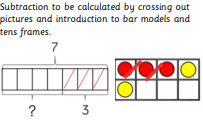 Subtraction to be calculated by crossing out
pictures and introduction to bar models and
tens frames.
7
? 3